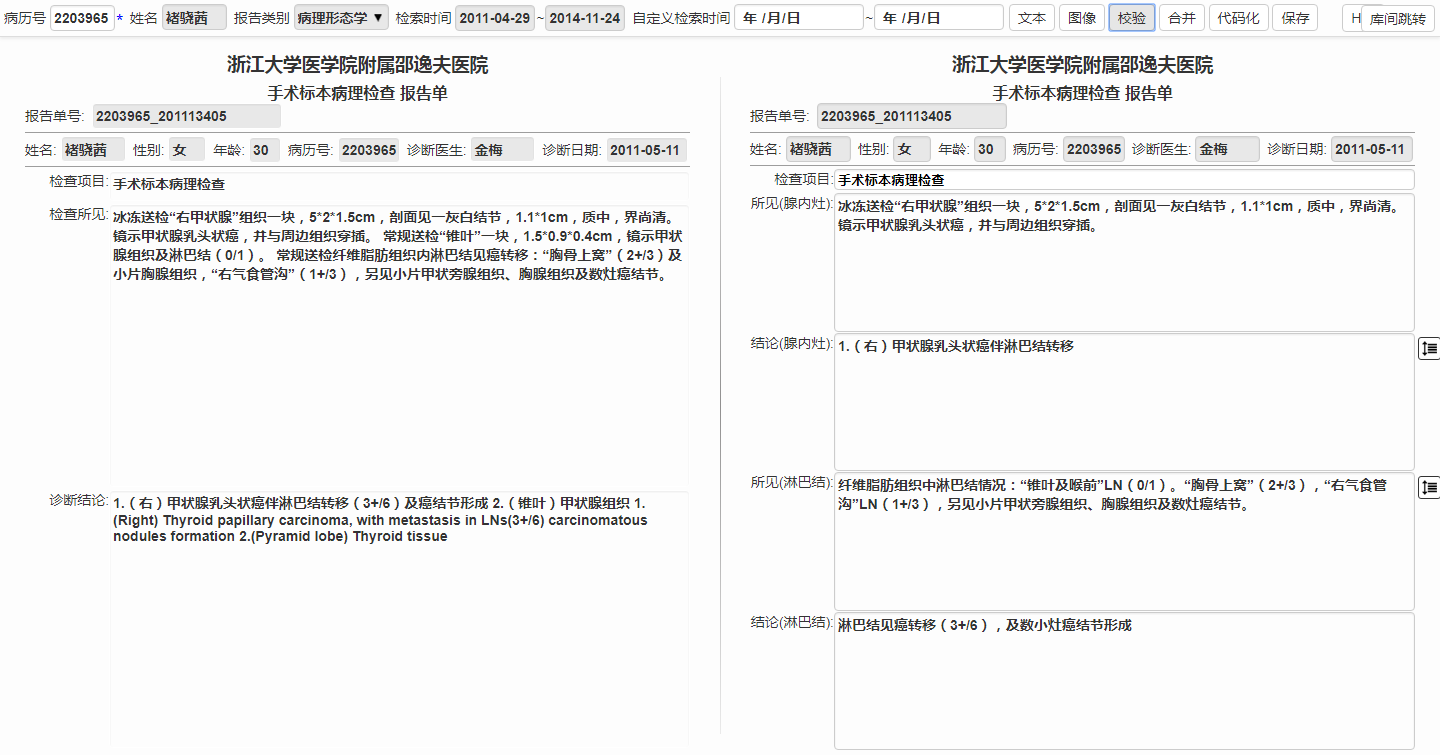 病历号 2203965 * 姓名 褚骁茜 报告类别 病理形态学 ▼ 检索时间 2011-04-29 ~ 2014-11-24 自定义检索时间 年 /月/日 ~ 年 /月/日 文本 图像 校验 合并 代码化 保存 H 库间跳转
浙江大学医学院附属邵逸夫医院
手术标本病理检查 报告单
报告单号: 2203965_201113405
姓名: 褚骁茜 性别: 女 年龄: 30 病历号: 2203965 诊断医生: 金梅 诊断日期: 2011-05-11
检查项目: 手术标本病理检查
检查所见: 冰冻送检“右甲状腺”组织一块，5*2*1.5cm，剖面见一灰白结节，1.1*1cm，质中，界尚清。
镜示甲状腺乳头状癌，并与周边组织穿插。 常规送检“锥叶”一块，1.5*0.9*0.4cm，镜示甲状
腺组织及淋巴结（0/1）。 常规送检纤维脂肪组织内淋巴结见癌转移：“胸骨上窝”（2+/3）及
小片胸腺组织，“右气食管沟”（1+/3），另见小片甲状旁腺组织、胸腺组织及数灶癌结节。
诊断结论: 1.（右）甲状腺乳头状癌伴淋巴结转移（3+/6）及癌结节形成 2.（锥叶）甲状腺组织 1.
(Right) Thyroid papillary carcinoma, with metastasis in LNs(3+/6) carcinomatous
nodules formation 2.(Pyramid lobe) Thyroid tissue
浙江大学医学院附属邵逸夫医院
手术标本病理检查 报告单
报告单号: 2203965_201113405
姓名: 褚骁茜 性别: 女 年龄: 30 病历号: 2203965 诊断医生: 金梅 诊断日期: 2011-05-11
检查项目: 手术标本病理检查
所见(腺内灶): 冰冻送检“右甲状腺”组织一块，5*2*1.5cm，剖面见一灰白结节，1.1*1cm，质中，界尚清。
镜示甲状腺乳头状癌，并与周边组织穿插。
结论(腺内灶): 1.（右）甲状腺乳头状癌伴淋巴结转移
所见(淋巴结): 纤维脂肪组织中淋巴结情况：“锥叶及喉前”LN（0/1）。“胸骨上窝”（2+/3），“右气食管
沟”LN（1+/3），另见小片甲状旁腺组织、胸腺组织及数灶癌结节。
结论(淋巴结): 淋巴结见癌转移（3+/6），及数小灶癌结节形成